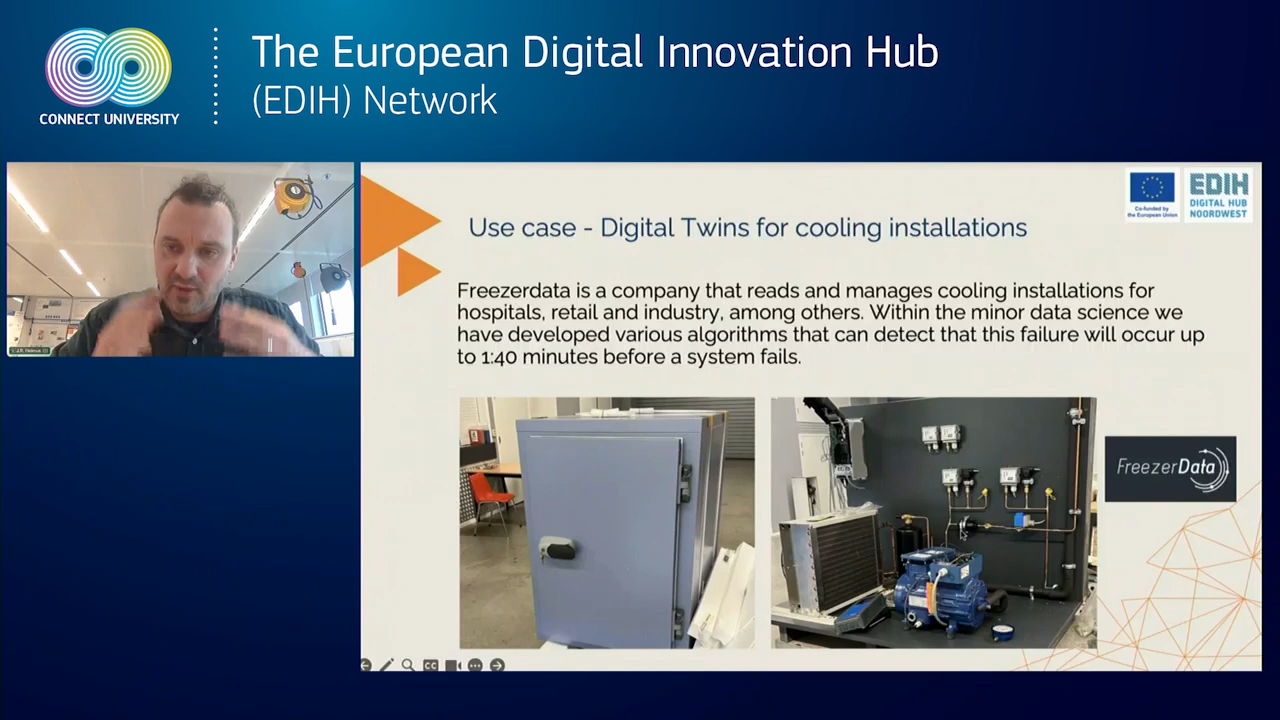 The European Digital Innovation Hub
(EDIH) Network
CONNECT UNIVERSITY
Co-funded by
the European Union
EDIH
DIGITAL HUB
NOORDWEST
Use case - Digital Twins for cooling installations
Freezerdata is a company that reads and manages cooling installations for
hospitals, retail and industry, among others. Within the minor data science we
have developed various algorithms that can detect that this failure will occur up
to 1:40 minutes before a system fails.
FreezerData
CC